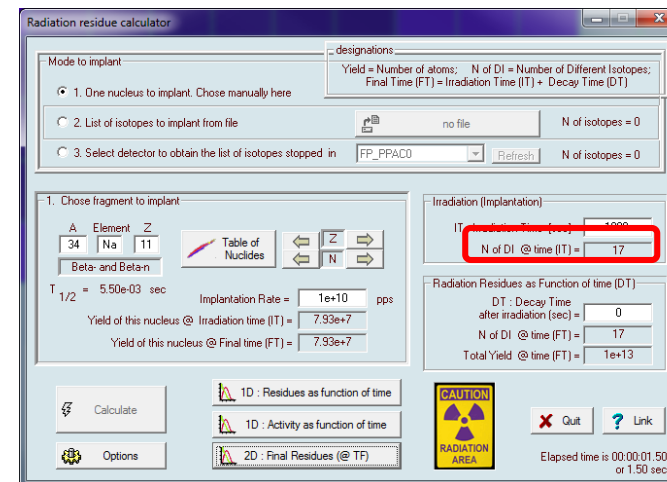 Radiation residue calculator
Mode to implant
designations
Yield = Number of atoms; N of DI = Number of Different Isotopes;
Final Time (FT) = Irradiation Time (IT) + Decay Time (DT)
1. One nucleus to implant. Chose manually here
2. List of isotopes to implant from file
no file
N of isotopes = 0
3. Select detector to obtain the list of isotopes stopped in
FP_PPAC0
Refresh
N of isotopes = 0
1. Chose fragment to implant
A Element Z
34 Na 11
Beta- and Beta-n
Table of
Nuclides
Z
N
T 1/2 = 5.50e-03 sec
Implantation Rate = 1e+10 pps
Yield of this nucleus @ Irradiation time (IT) = 7.93e+7
Yield of this nucleus @ Final time (FT) = 7.93e+7
Irradiation (Implantation)
IT : Irradiation Time (sec) 1000
N of DI @ time (IT) = 17
Radiation Residues as Function of time (DT)
DT : Decay Time
after irradiation (sec) = 0
N of DI @ time (FT) = 17
Total Yield @ time (FT) = 1e+13
Calculate
Options
1D : Residues as function of time
1D : Activity as function of time
2D : Final Residues (@ TF)
CAUTION
RADIATION
AREA
Quit
Link
Elapsed time is 00:00:01.50
or 1.50 sec